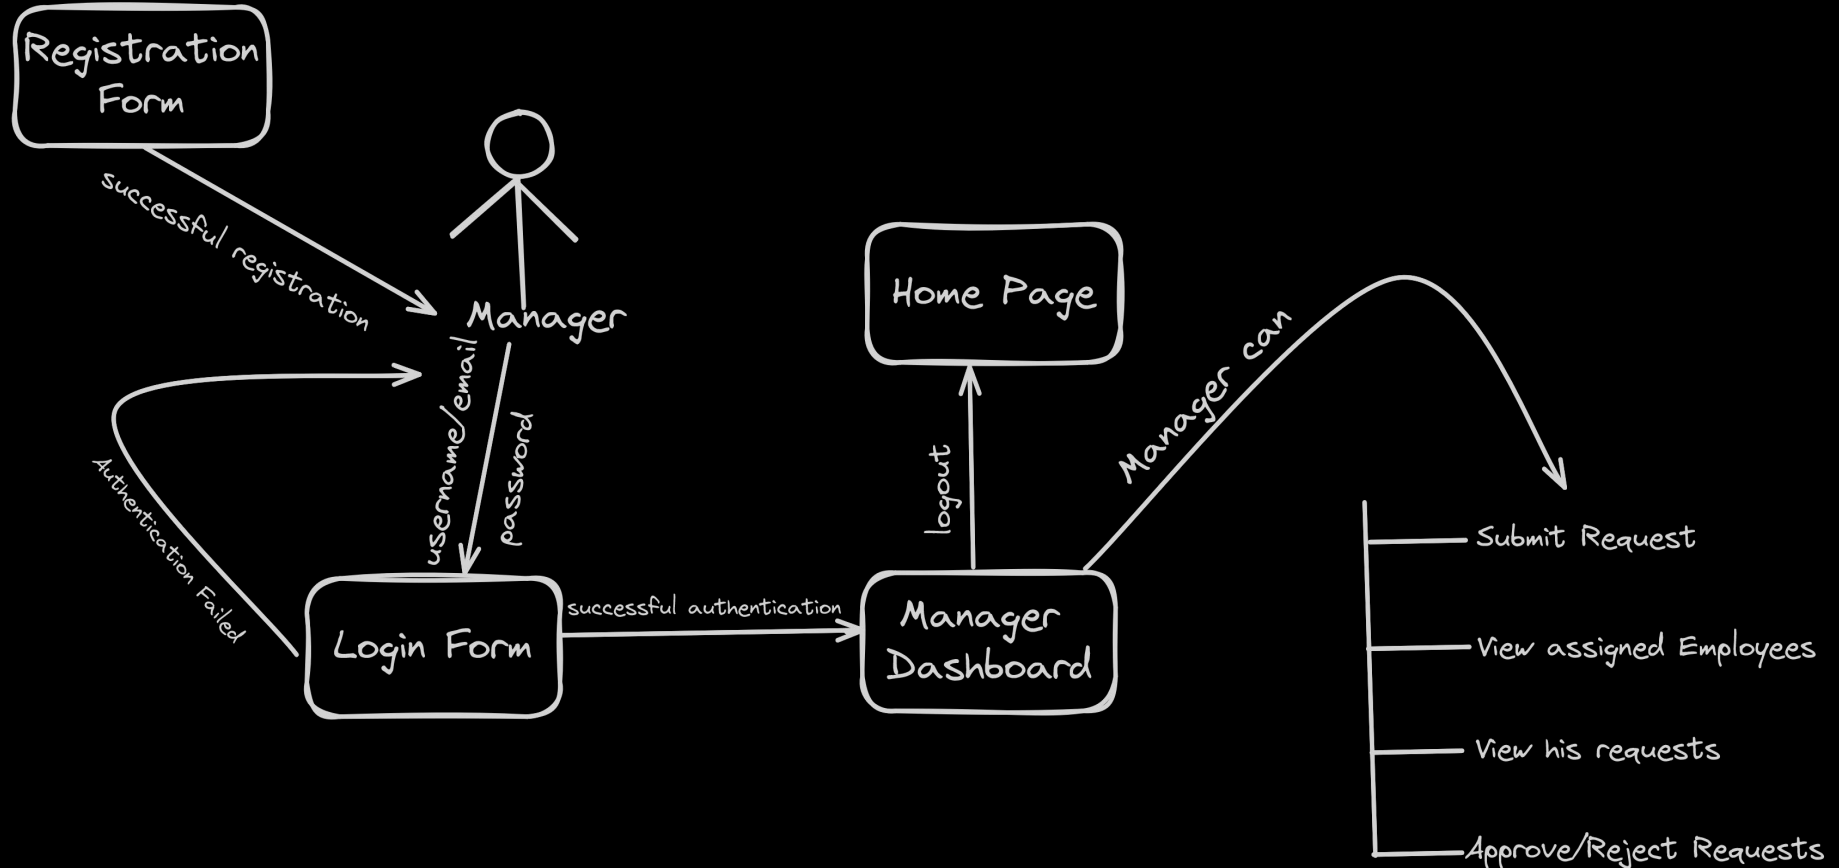 Registration
Form
successful registration
Manager
username/email
password
Authentication Failed
Login Form
successful authentication
Manager
Dashboard
logout
Home Page
Manager can
Submit Request
View assigned Employees
View his requests
Approve/Reject Requests